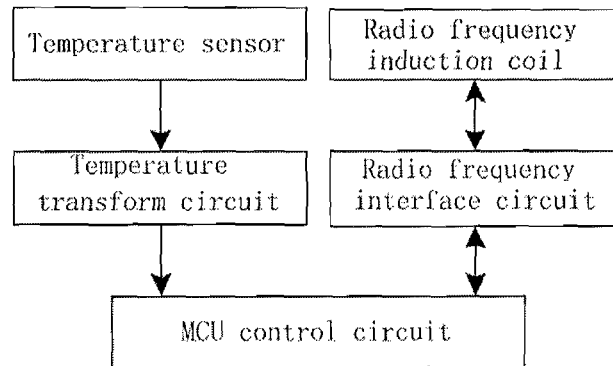 Temperature sensor
Radio frequency
induction coil
Temperature
transform circuit
Radio frequency
interface circuit
MCU control circuit